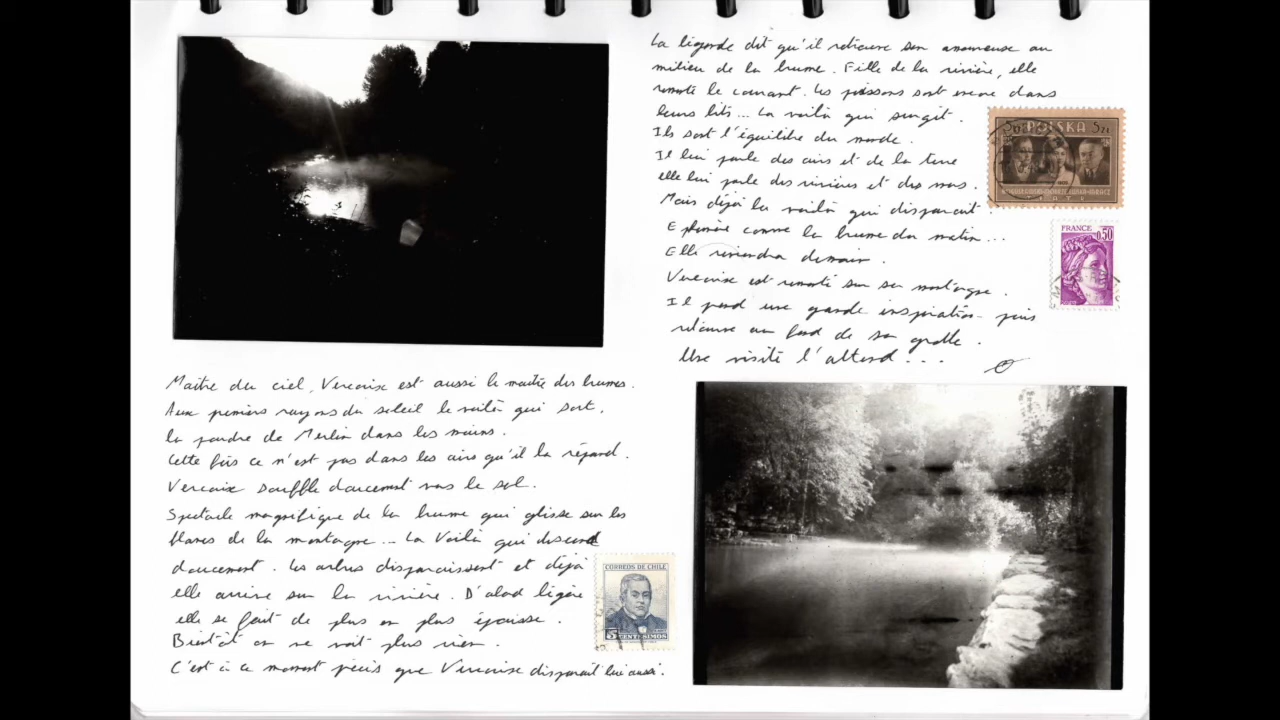 Maître du ciel, Vercoise est aussi le maître des brumes.
Aux premiers rayons du soleil le voilà qui sort,
la poudre de Merlin dans les mains.
Cette fois ce n'est pas dans les airs qu'il la répand.
Vercoise souffle doucement vers le sol.
Spectacle magnifique de la brume qui glisse sur les
flancs de la montagne... La Voilà qui descend
doucement. Les arbres disparaissent et déjà
elle arrive sur la rivière. D'abord légère
elle se fait de plus en plus épaisse.
Bientôt on ne voit plus rien.
C'est à ce moment précis que Vercoise disparait lui aussi.
CORREOS DE CHILE
5 CENTESIMOS
La légende dit qu'il retrouve son amoureuse au
milieu de la brume. Fille de la rivière, elle
remonte le courant. Les poissons sont encore dans
leurs lits... La voilà qui surgit.
Ils sont l'équilibre du monde.
Il lui parle des airs et de la terre
elle lui parle des rivières et des mers.
Mais déjà la voilà qui disparait.
Ephémère comme la brume du matin...
Elle reviendra demain.
Vercoise est remonté sur sa montagne.
Il prend une grande inspiration puis
retourne au fond de sa grotte.
Une visite l'attend...
POLSKA 5zł
FRANCE
0,50